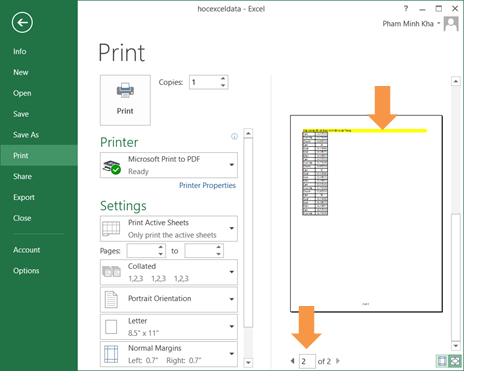 hocexceldata - Excel
?
Pham Minh Kha
Info
New
Open
Save
Save As
Print
Share
Export
Close
Account
Options
Print
Print
Copies: 1
Printer
Microsoft Print to PDF
Ready
Printer Properties
Settings
Print Active Sheets
Only print the active sheets
Pages: to
Collated
1,2,3 1,2,3 1,2,3
Portrait Orientation
Letter
8.5" x 11"
Normal Margins
Left: 0.7" Right: 0.7"
2 of 2